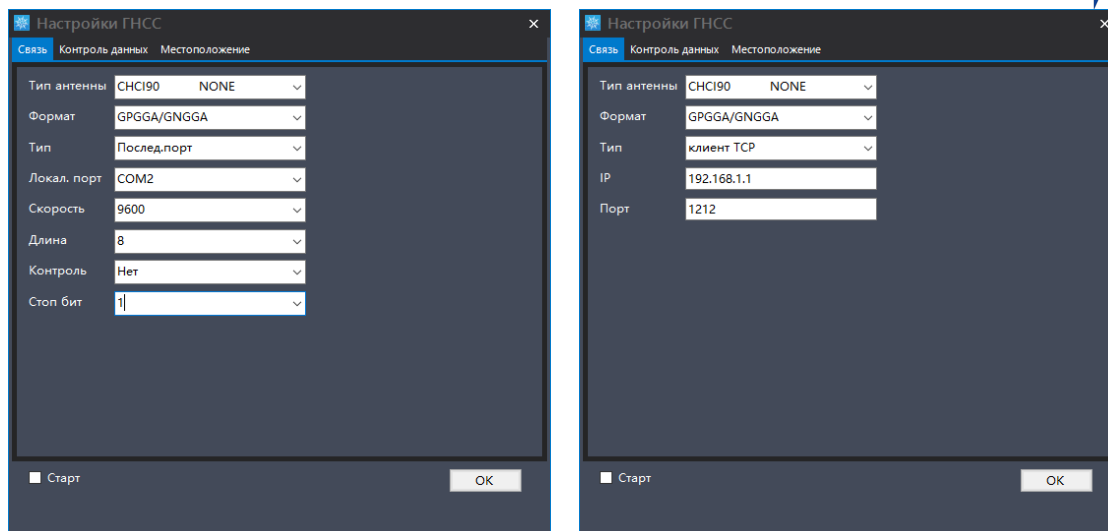 Настройки ГНСС
Связь Контроль данных Местоположение
Тип антенны CHCI90 NONE
Формат GPGGA/GNGGA
Тип Послед.порт
Локал. порт COM2
Скорость 9600
Длина 8
Контроль Нет
Стоп бит 1
Старт OK
Настройки ГНСС
Связь Контроль данных Местоположение
Тип антенны CHCI90 NONE
Формат GPGGA/GNGGA
Тип клиент TCP
IP 192.168.1.1
Порт 1212
Старт OK